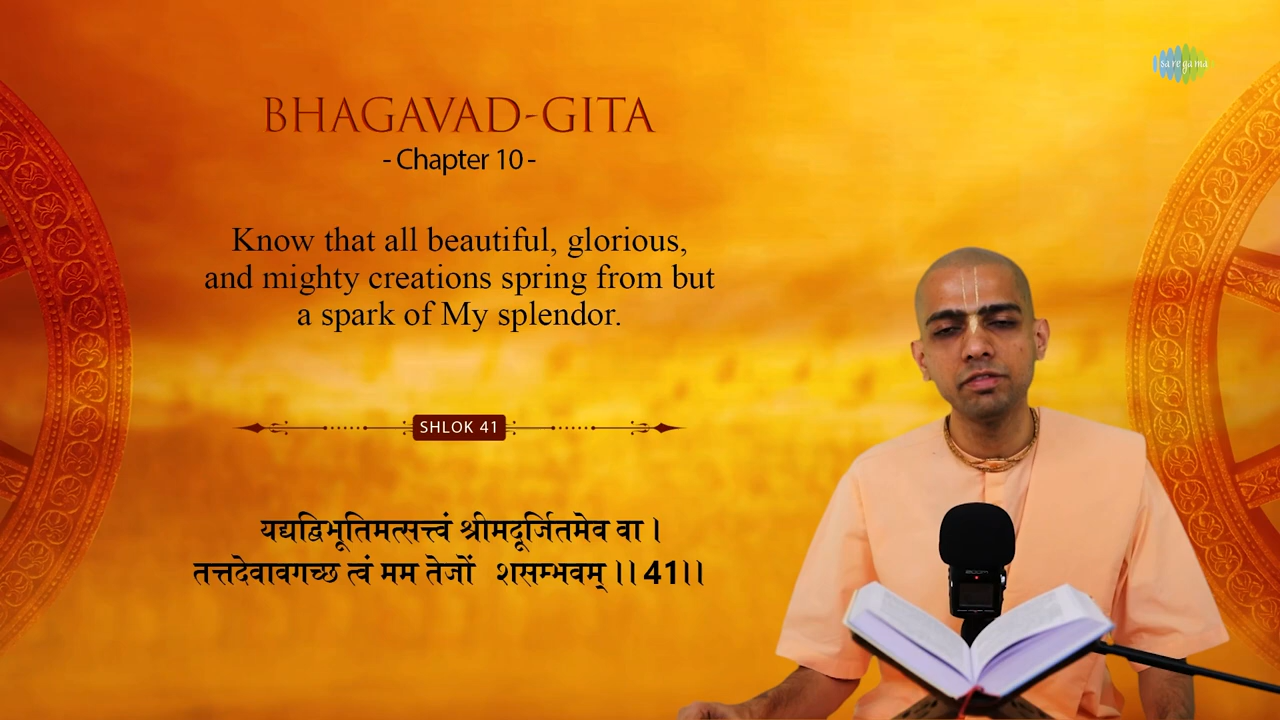 saregama
BHAGAVAD-GITA
- Chapter 10 -
Know that all beautiful, glorious,
and mighty creations spring from but
a spark of My splendor.
SHLOK 41
यद्यद्विभूतिमत्सत्त्वं श्रीमदूर्जितमेव वा ।
तत्तदेवावगच्छ त्वं मम तेजों शसम्भवम् ।। 41।।
zoom